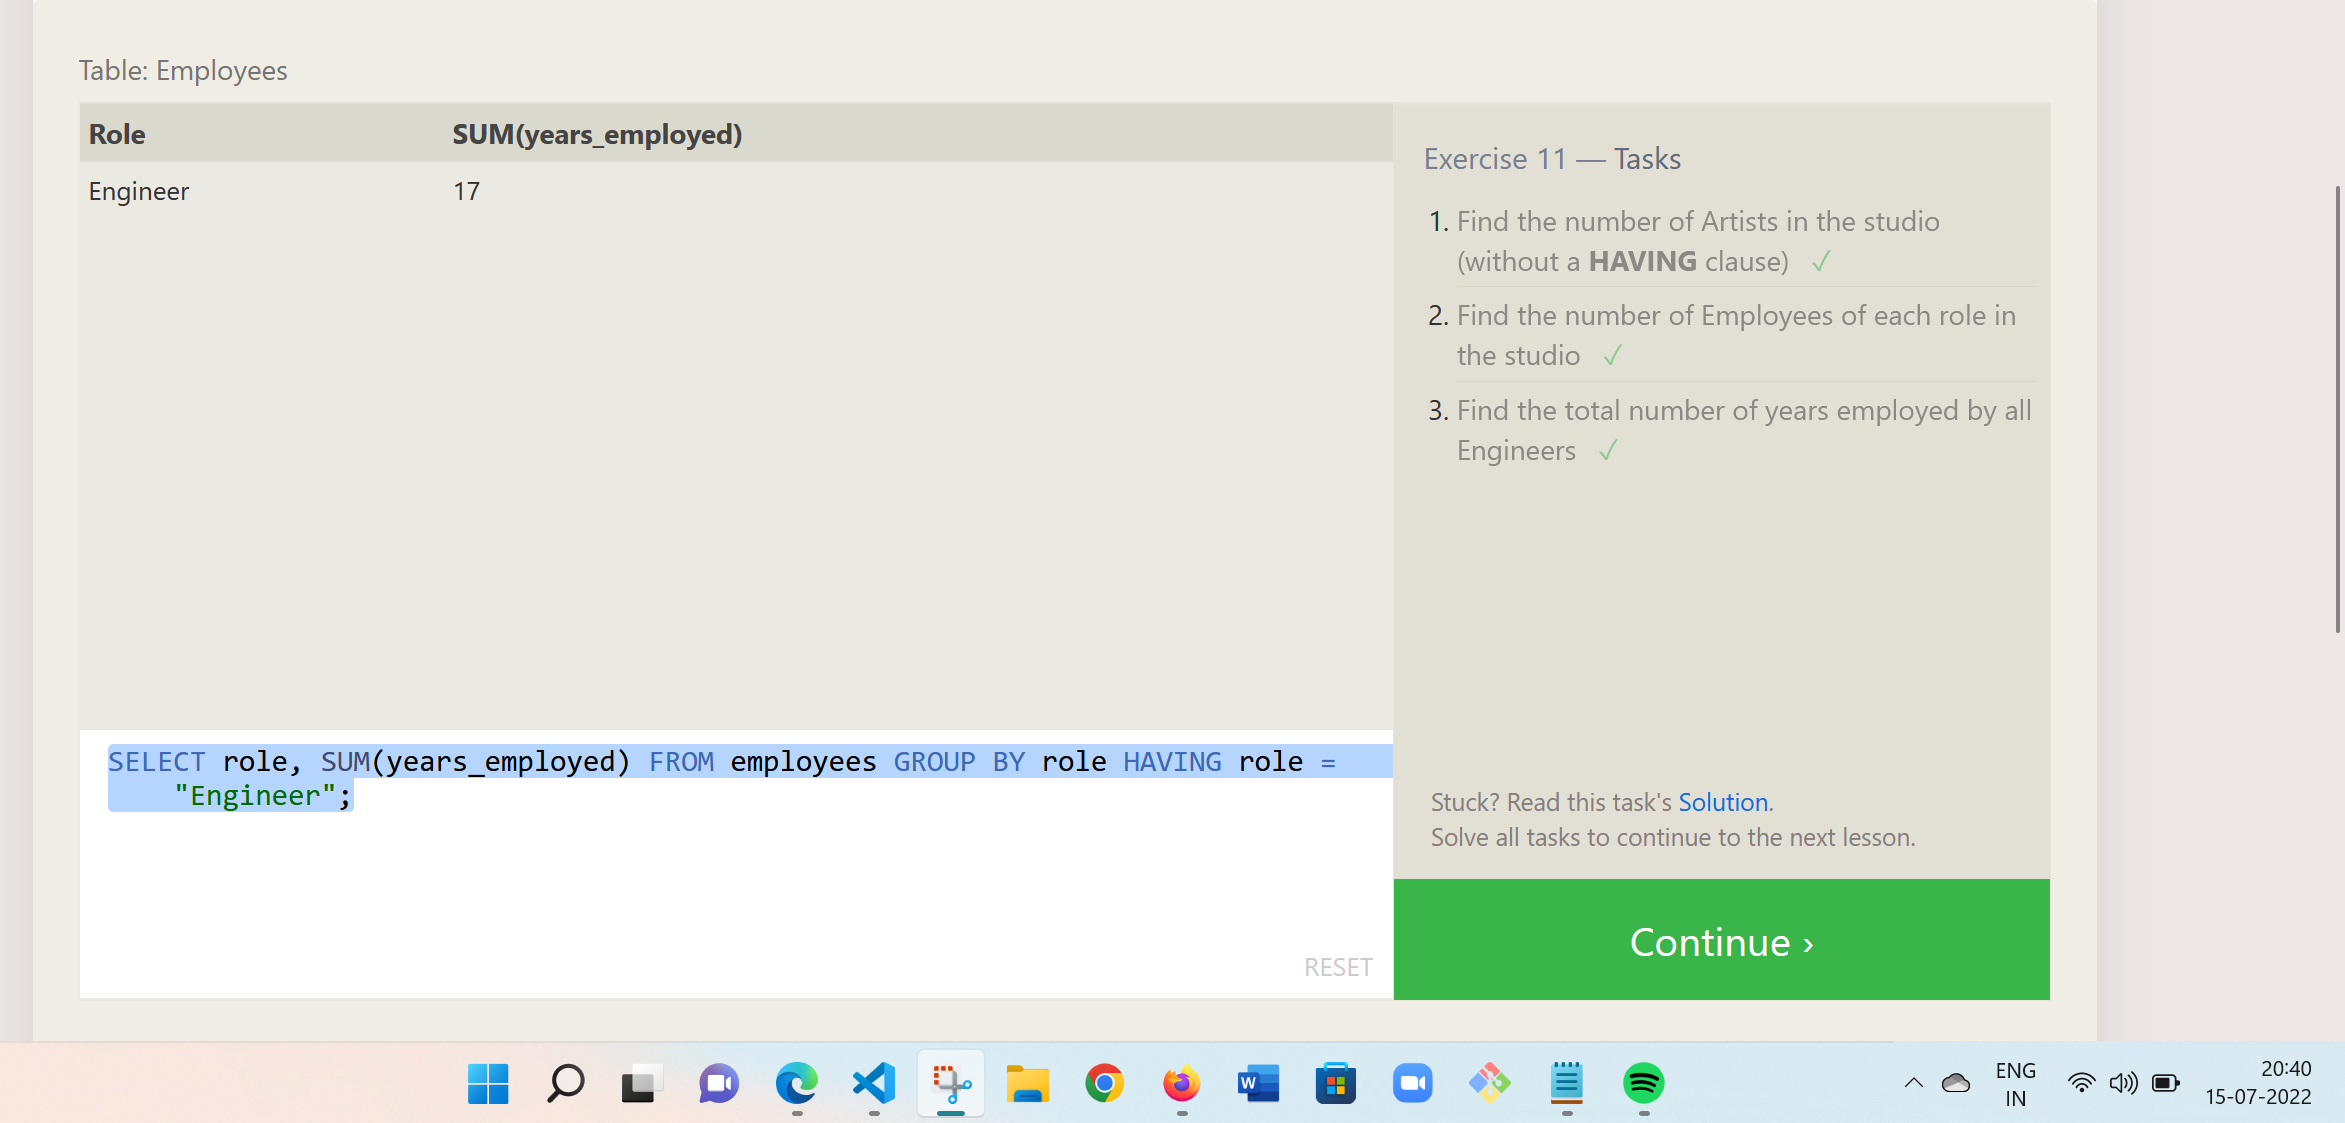 Table: Employees
Role SUM(years_employed)
Engineer 17
Exercise 11 — Tasks
1. Find the number of Artists in the studio
(without a HAVING clause) ✓
2. Find the number of Employees of each role in
the studio ✓
3. Find the total number of years employed by all
Engineers ✓
SELECT role, SUM(years_employed) FROM employees GROUP BY role HAVING role =
"Engineer";
RESET
Stuck? Read this task's Solution.
Solve all tasks to continue to the next lesson.
Continue ›
W
ENG
IN
20:40
15-07-2022